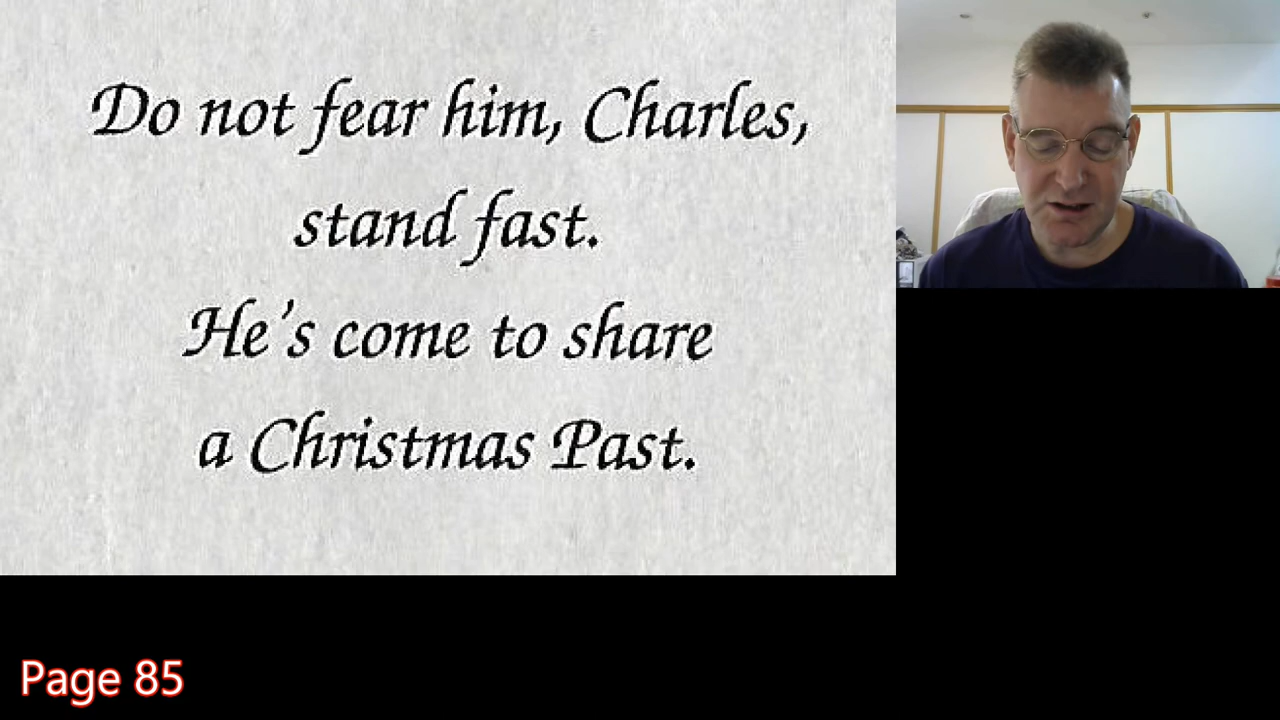 Do not fear him, Charles,
stand fast.
He's come to share
a Christmas Past.
Page 85